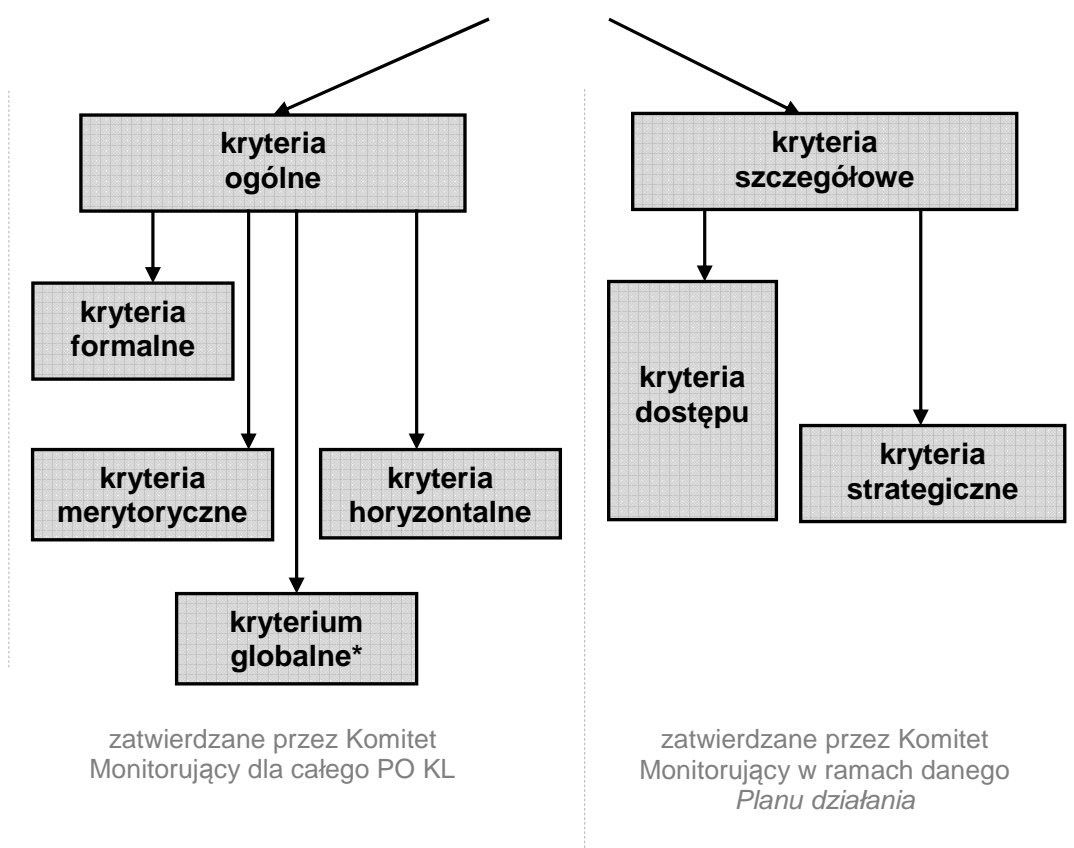 kryteria
ogólne
kryteria
formalne
kryteria
merytoryczne
kryteria
horyzontalne
kryterium
globalne*
zatwierdzane przez Komitet
Monitorujący dla całego PO KL
kryteria
szczegółowe
kryteria
dostępu
kryteria
strategiczne
zatwierdzane przez Komitet
Monitorujący w ramach danego
Planu działania